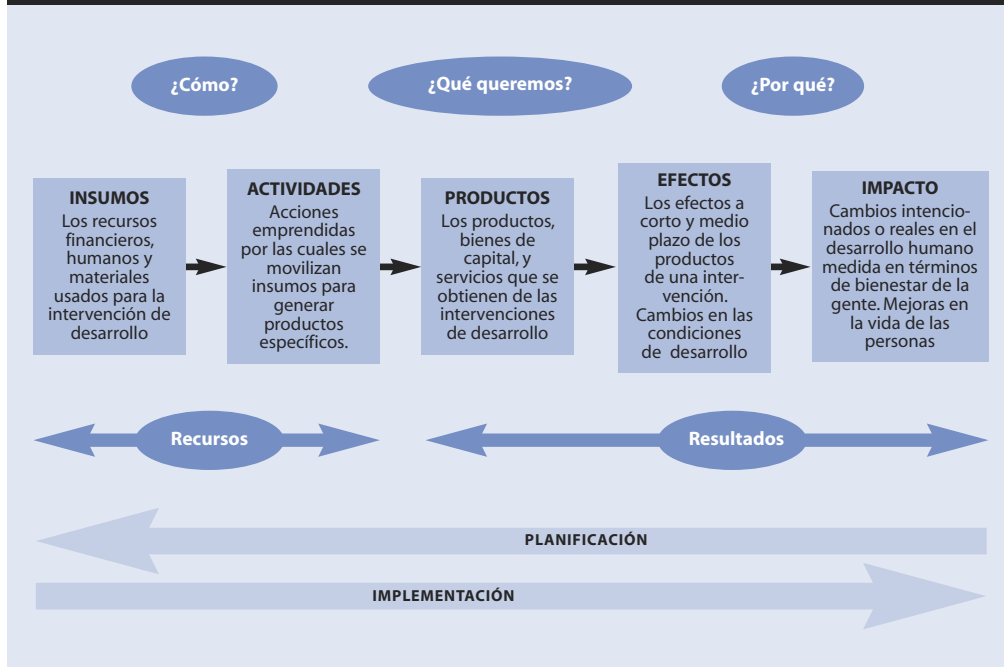 ¿Cómo?
¿Qué queremos?
¿Por qué?
INSUMOS
Los recursos
financieros,
humanos y
materiales
usados para la
intervención de
desarrollo
ACTIVIDADES
Acciones
emprendidas
por las cuales se
movilizan
insumos para
generar
productos
específicos.
PRODUCTOS
Los productos,
bienes de
capital, y
servicios que se
obtienen de las
intervenciones
de desarrollo
EFECTOS
Los efectos a
corto y medio
plazo de los
productos
de una inter-
vención.
Cambios en las
condiciones
de desarrollo
IMPACTO
Cambios intencio-
nados o reales en el
desarrollo humano
medida en términos
de bienestar de la
gente. Mejoras en
la vida de las
personas
Recursos
Resultados
PLANIFICACIÓN
IMPLEMENTACIÓN